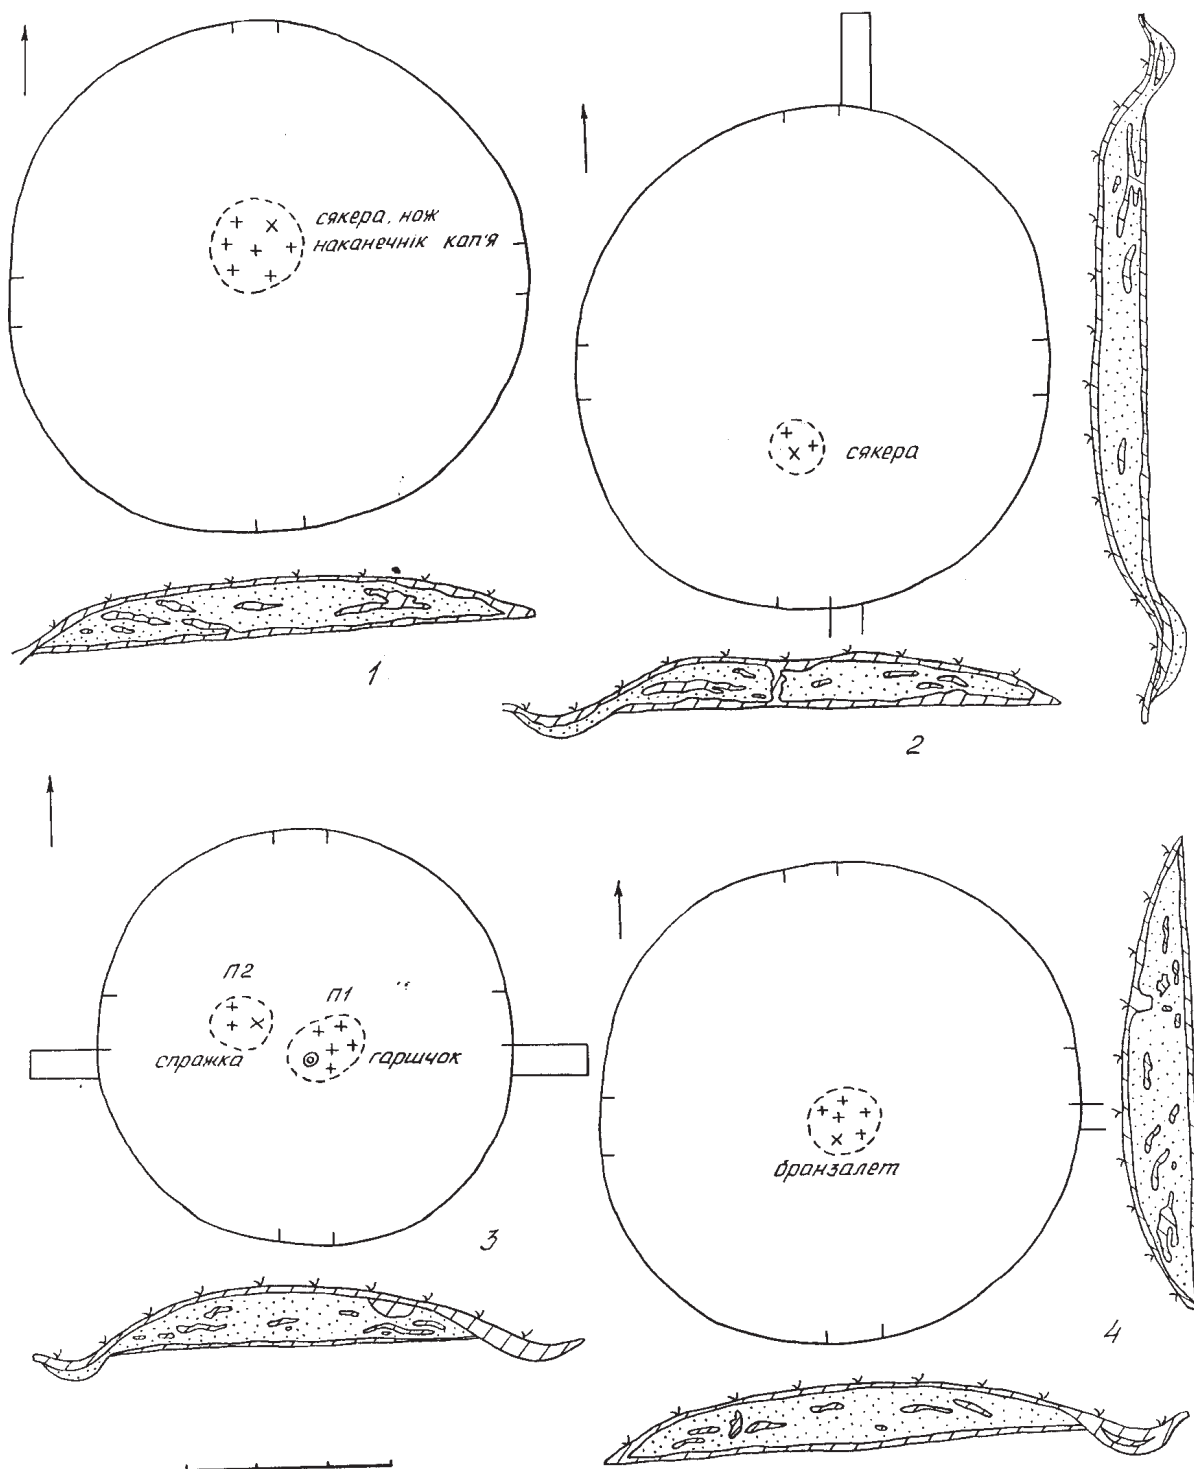 сякера, нож
наканечнік кап'я
1
сякера
2
П2
П1
спражка
гаршчок
3
бранзалет
4